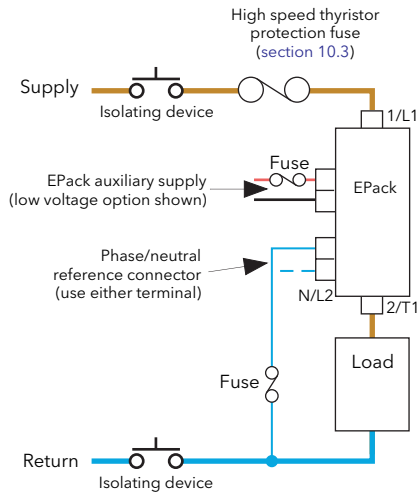 High speed thyristor
protection fuse
(section 10.3)
Supply
Isolating device
1/L1
Fuse
EPack auxiliary supply
(low voltage option shown)
EPack
Phase/neutral
reference connector
(use either terminal)
N/L2
2/T1
Load
Fuse
Return
Isolating device